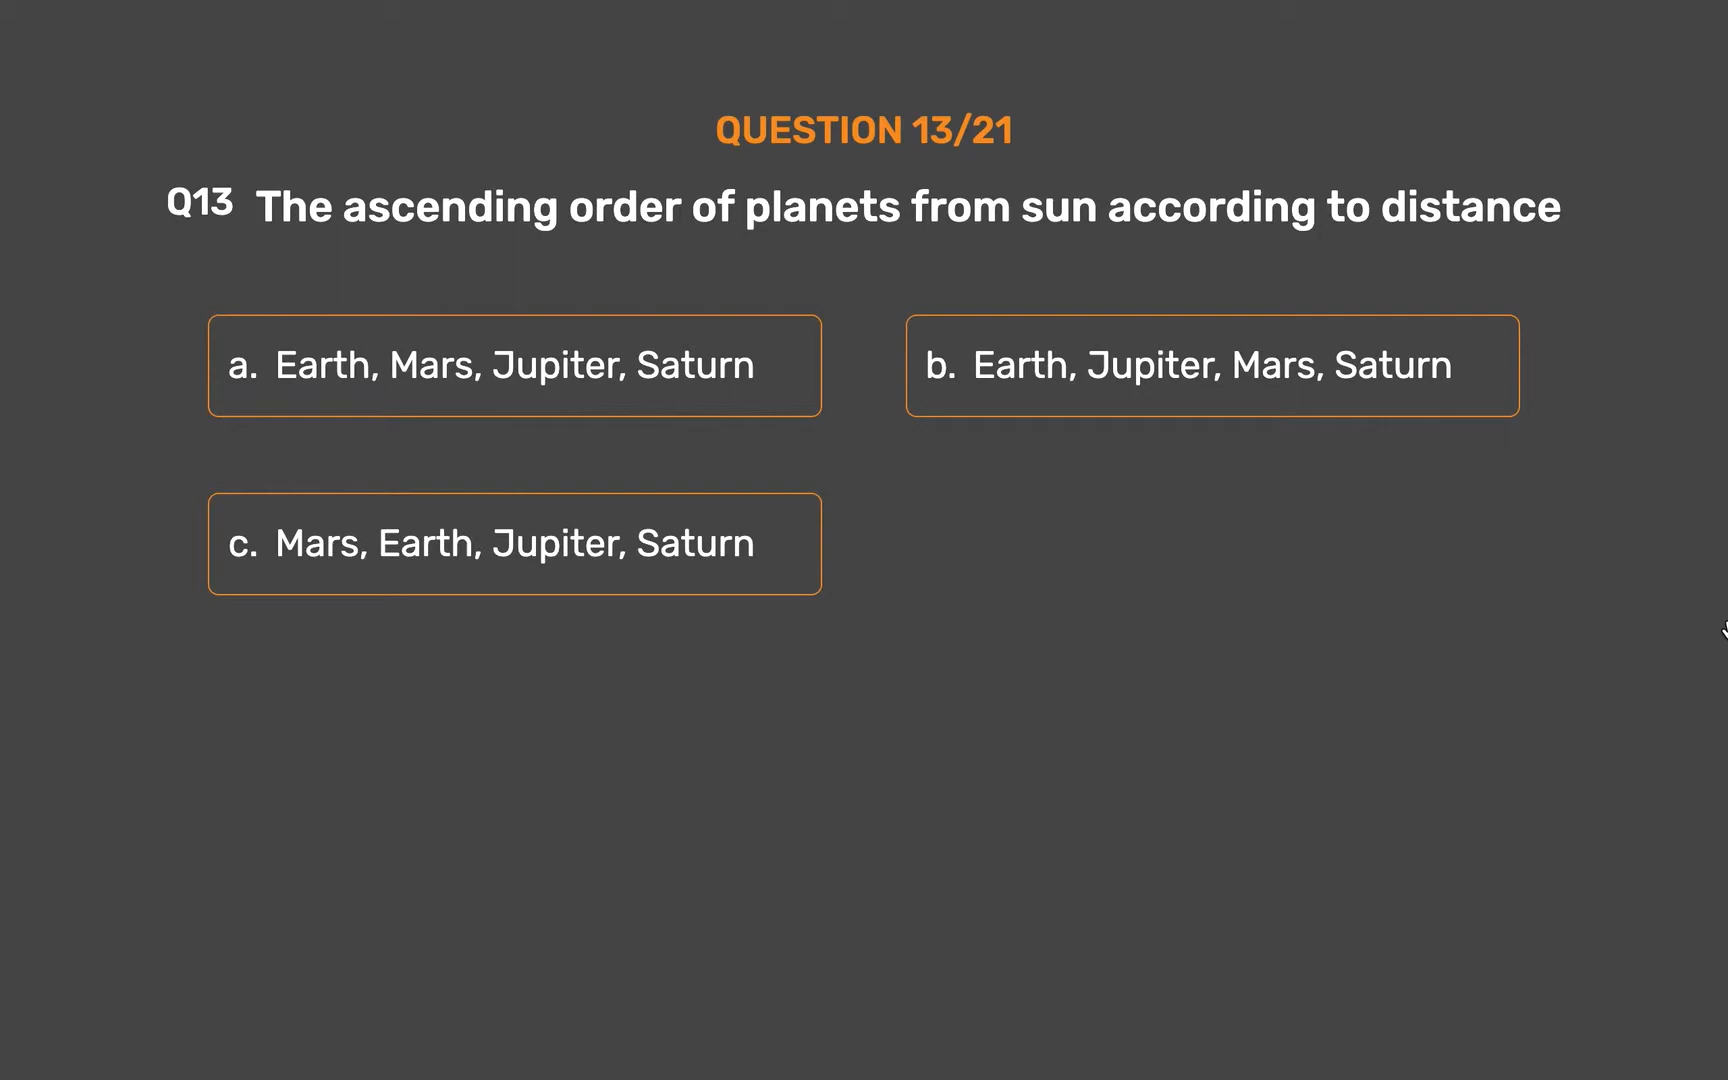 QUESTION 13/21
Q13 The ascending order of planets from sun according to distance
a. Earth, Mars, Jupiter, Saturn
b. Earth, Jupiter, Mars, Saturn
c. Mars, Earth, Jupiter, Saturn